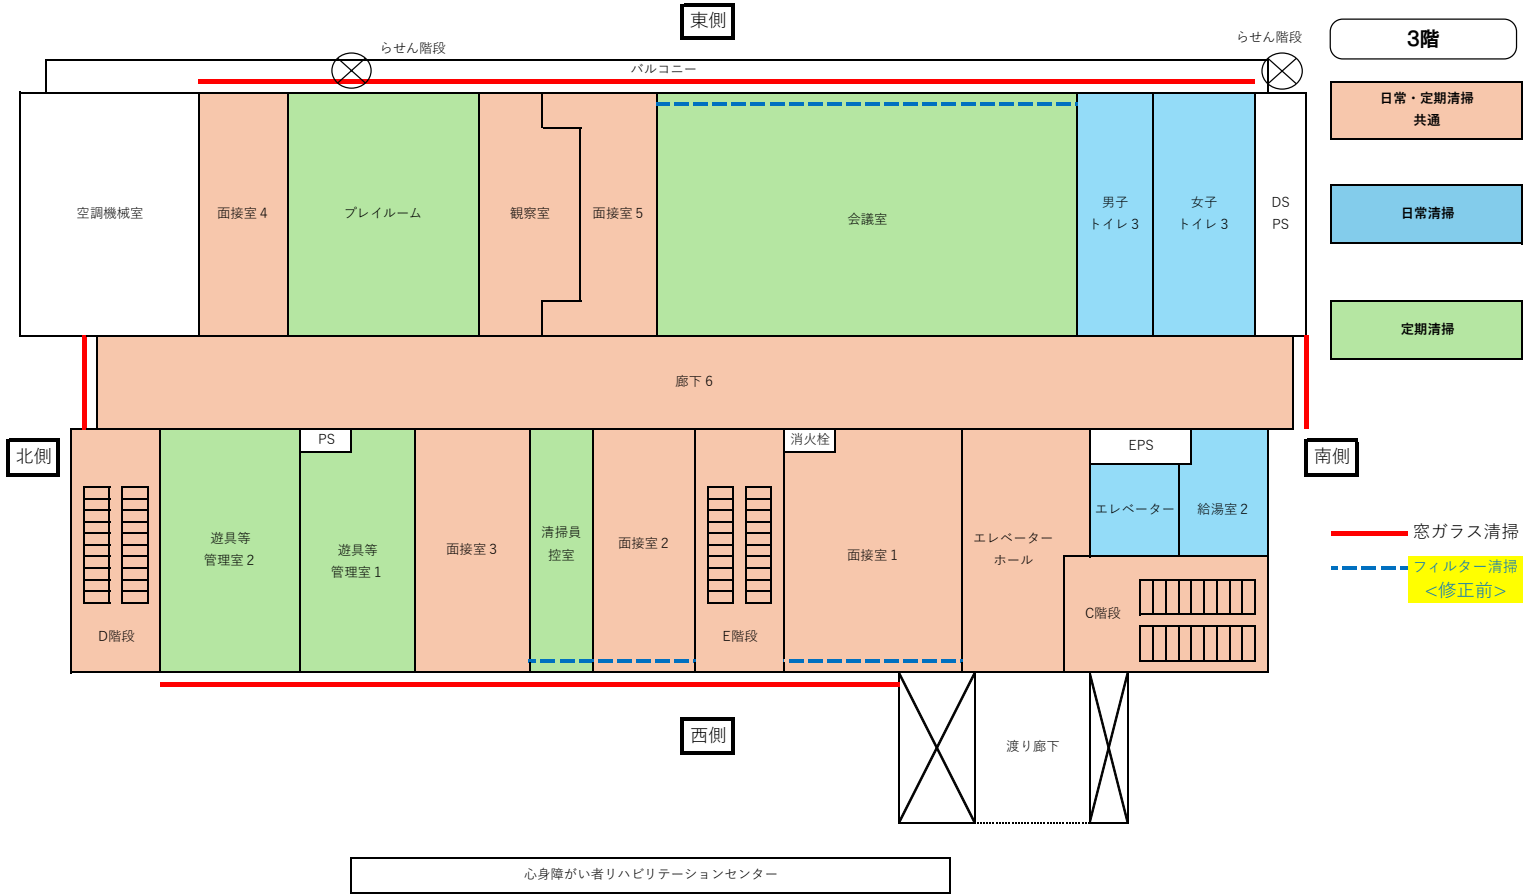 東側
3階
らせん階段
らせん階段
バルコニー
日常・定期清掃
共通
空調機械室
面接室4
プレイルーム
観察室
面接室5
会議室
男子
トイレ3
女子
トイレ3
DS
PS
日常清掃
定期清掃
廊下6
北側
南側
PS
消火栓
EPS
遊具等
管理室2
遊具等
管理室1
面接室3
清掃員
控室
面接室2
面接室1
エレベーター
ホール
エレベーター
給湯室2
D階段
E階段
C階段
窓ガラス清掃
フィルター清掃
<修正前>
西側
渡り廊下
心身障がい者リハビリテーションセンター